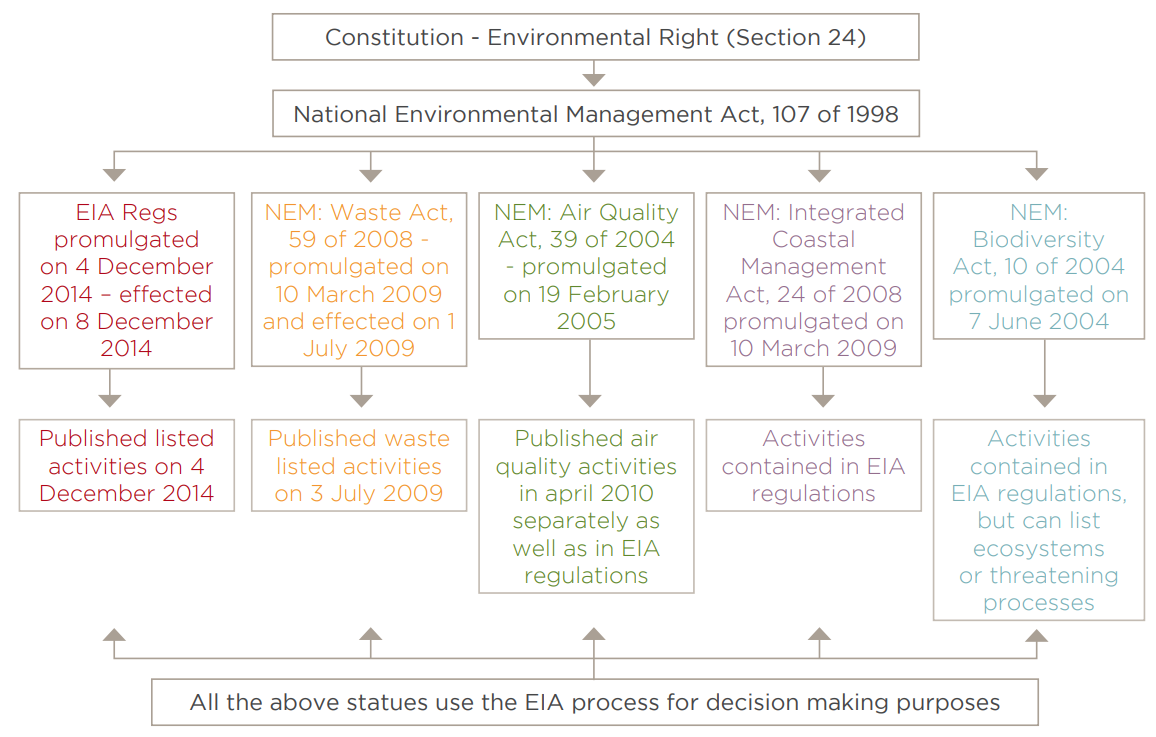 Constitution - Environmental Right (Section 24)
National Environmental Management Act, 107 of 1998
EIA Regs
promulgated
on 4 December
2014 – effected
on 8 December
2014
NEM: Waste Act,
59 of 2008 -
promulgated on
10 March 2009
and effected on 1
July 2009
NEM: Air Quality
Act, 39 of 2004
- promulgated
on 19 February
2005
NEM: Integrated
Coastal
Management
Act, 24 of 2008
promulgated on
10 March 2009
NEM:
Biodiversity
Act, 10 of 2004
promulgated on
7 June 2004
Published listed
activities on 4
December 2014
Published waste
listed activities
on 3 July 2009
Published air
quality activities
in april 2010
separately as
well as in EIA
regulations
Activities
contained in EIA
regulations
Activities
contained in
EIA regulations,
but can list
ecosystems
or threatening
processes
All the above statues use the EIA process for decision making purposes